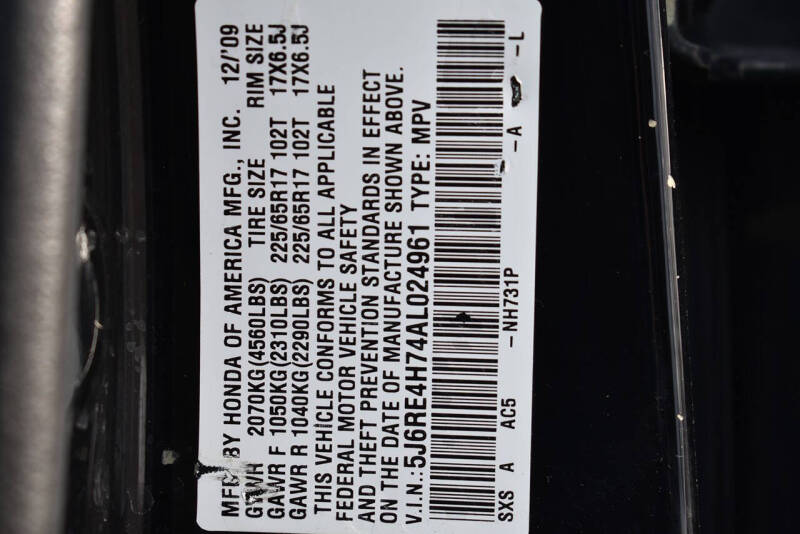 MFG BY HONDA OF AMERICA MFG., INC. 12/'09
2070KG(4560LBS) TIRE SIZE RIM SIZE
GAWR F 1050KG(2310LBS) 225/65R17 102T 17X6.5J
GAWR R 1040KG(2290LBS) 225/65R17 102T 17X6.5J
THIS VEHICLE CONFORMS TO ALL APPLICABLE
FEDERAL MOTOR VEHICLE SAFETY
AND THEFT PREVENTION STANDARDS IN EFFECT
ON THE DATE OF MANUFACTURE SHOWN ABOVE.
V.I.N.:5J6RE4H74AL024961 TYPE: MPV
SXS A AC5 -NH731P -A -L